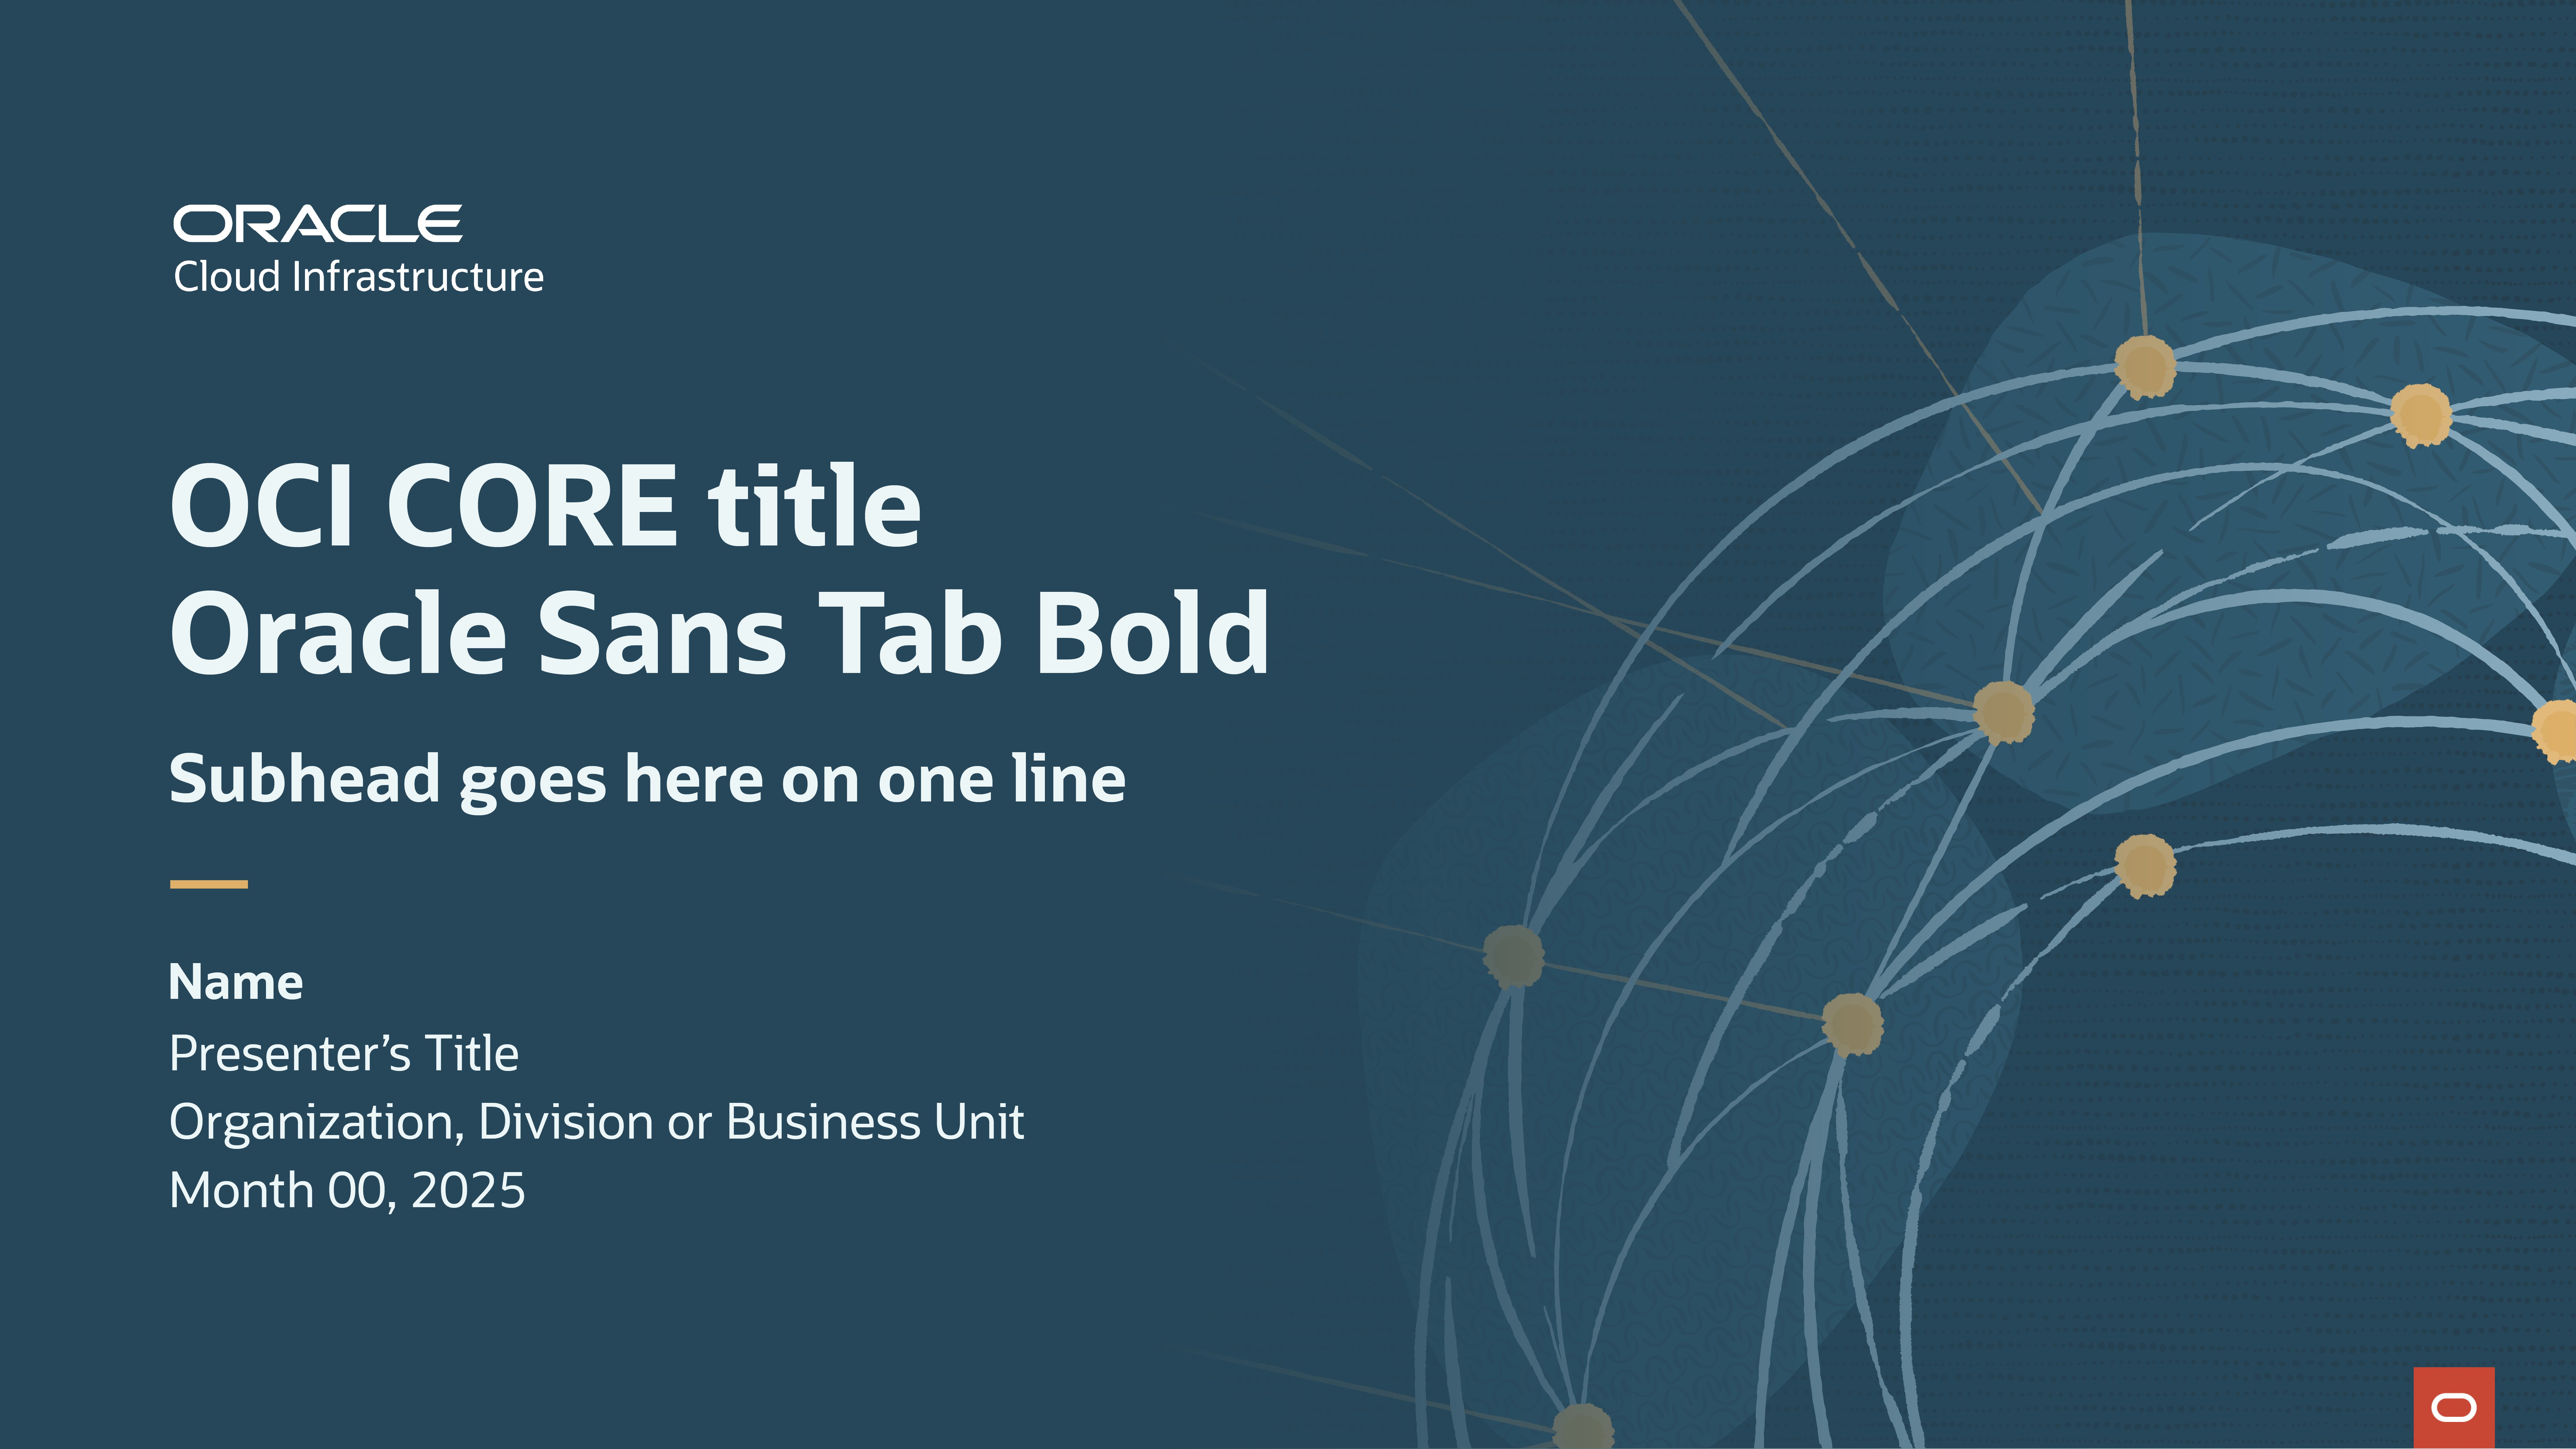 ORACLE
Cloud Infrastructure
OCI CORE title
Oracle Sans Tab Bold
Subhead goes here on one line
Name
Presenter’s Title
Organization, Division or Business Unit
Month 00, 2025